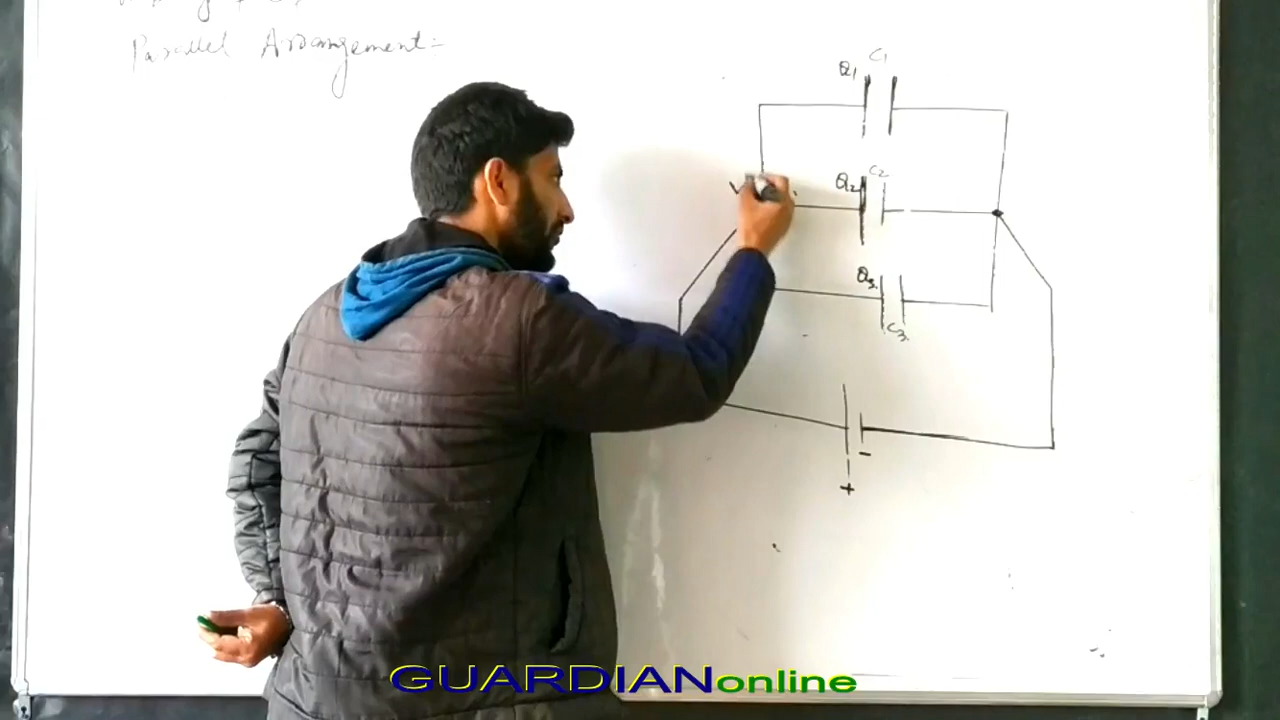 Parallel Arrangement:-
C1
Q1
C2
Q2
V
Q3.
C3.
-
+
GUARDIANonline